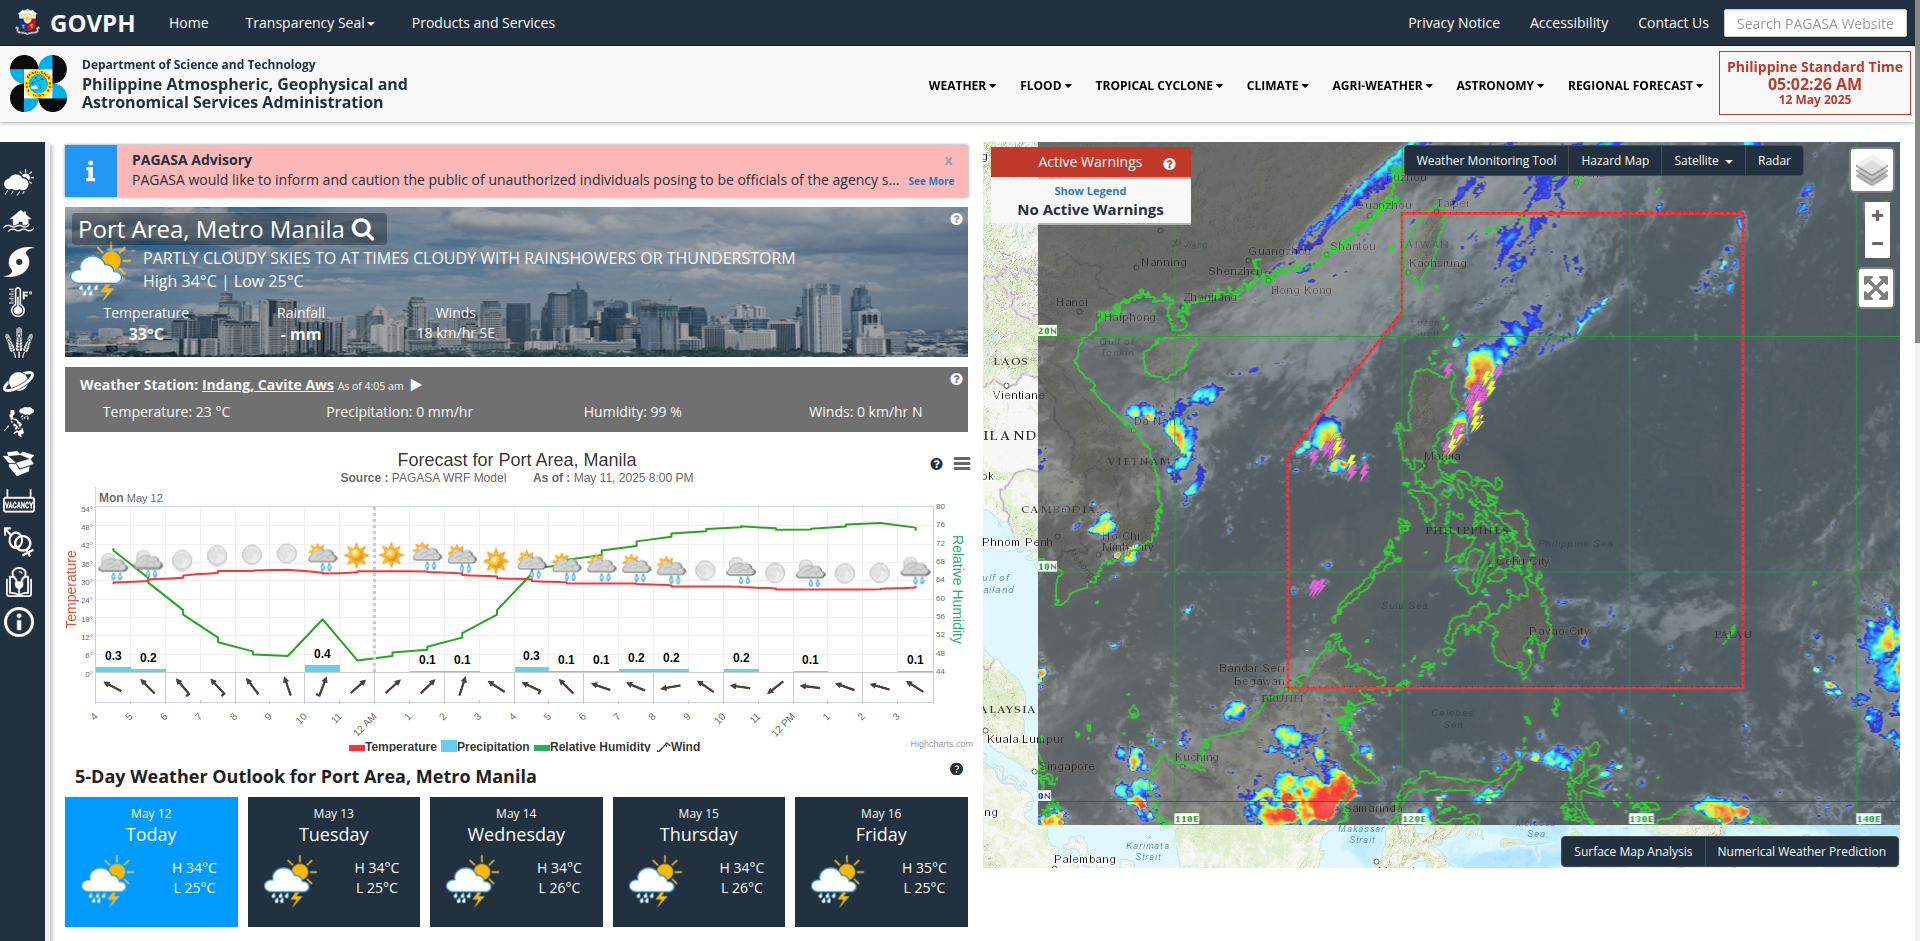 GOVPH
Home
Transparency Seal
Products and Services
Privacy Notice
Accessibility
Contact Us
Search PAGASA Website
Department of Science and Technology
Philippine Atmospheric, Geophysical and
Astronomical Services Administration
WEATHER
FLOOD
TROPICAL CYCLONE
CLIMATE
AGRI-WEATHER
ASTRONOMY
REGIONAL FORECAST
Philippine Standard Time
05:02:26 AM
12 May 2025
VACANCY
PAGASA Advisory
x
PAGASA would like to inform and caution the public of unauthorized individuals posing to be officials of the agency s... See More
Port Area, Metro Manila
PARTLY CLOUDY SKIES TO AT TIMES CLOUDY WITH RAINSHOWERS OR THUNDERSTORM
High 34°C | Low 25°C
Temperature
33°C
Rainfall
- mm
Winds
18 km/hr SE
Weather Station: Indang, Cavite Aws As of 4:05 am
Temperature: 23 °C
Precipitation: 0 mm/hr
Humidity: 99 %
Winds: 0 km/hr N
Forecast for Port Area, Manila
Source : PAGASA WRF Model As of : May 11, 2025 8:00 PM
Mon May 12
Temperature
54°
48°
42°
36°
30°
24°
18°
12°
6°
0°
Relative Humidity
80
76
72
68
64
60
56
52
48
44
0.3 0.2 0.4 0.1 0.1 0.3 0.1 0.1 0.2 0.2 0.2 0.1 0.1
4 5 6 7 8 9 10 11 12 AM 1 2 3 4 5 6 7 8 9 10 11 12 PM 1 2 3
Temperature Precipitation Relative Humidity Wind
Highcharts.com
5-Day Weather Outlook for Port Area, Metro Manila
May 12
Today
H 34°C
L 25°C
May 13
Tuesday
H 34°C
L 25°C
May 14
Wednesday
H 34°C
L 26°C
May 15
Thursday
H 34°C
L 26°C
May 16
Friday
H 35°C
L 25°C
Active Warnings
Show Legend
No Active Warnings
Weather Monitoring Tool
Hazard Map
Satellite
Radar
+
−
Fuzhou
Quanzhou
Taipei
TAIWAN
Guangzhou
Shantou
Nanning
Kaohsiung
Shenzhen
Hong Kong
Hanoi
Zhanjiang
Haiphong
20N
Gulf of
Tonkin
LAOS
Vientiane
Da Nang
ILAND
Manila
VIETNAM
ok
CAMBODIA
PHILIPPINES
Phnom Penh
Ho Chi
Minh City
Philippine Sea
10N
Cebu City
ulf of
ailand
Sulu Sea
Davao City
PALAU
Bandar Seri
Begawan
BRUNEI
ALAYSIA
Celebes
Sea
Kuala Lumpur
Kuching
Singapore
0N
Samarinda
ng
110E
120E
130E
140E
Makassar
Strait
Karimata
Strait
Palembang
Sea
Surface Map Analysis
Numerical Weather Prediction